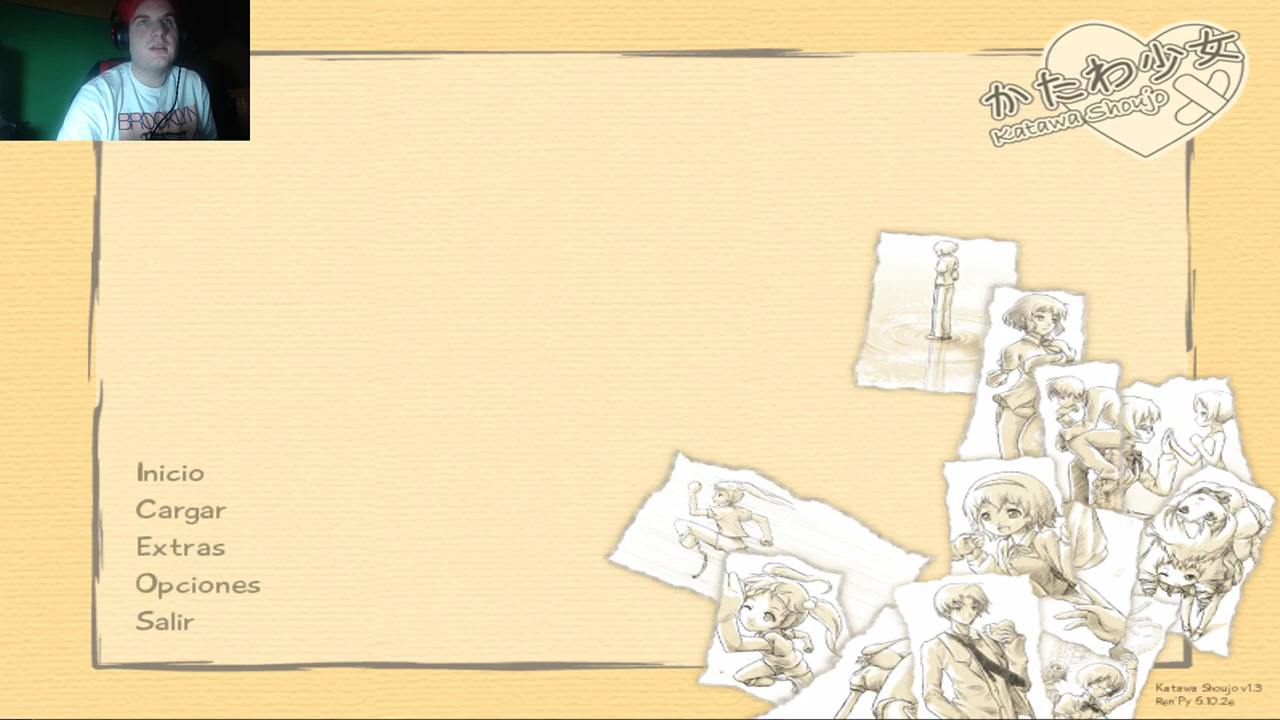 BROOKLYN
かたわ少女
Katawa Shoujo
Inicio
Cargar
Extras
Opciones
Salir
Katawa Shoujo v1.3
Ren'Py 6.10.2e